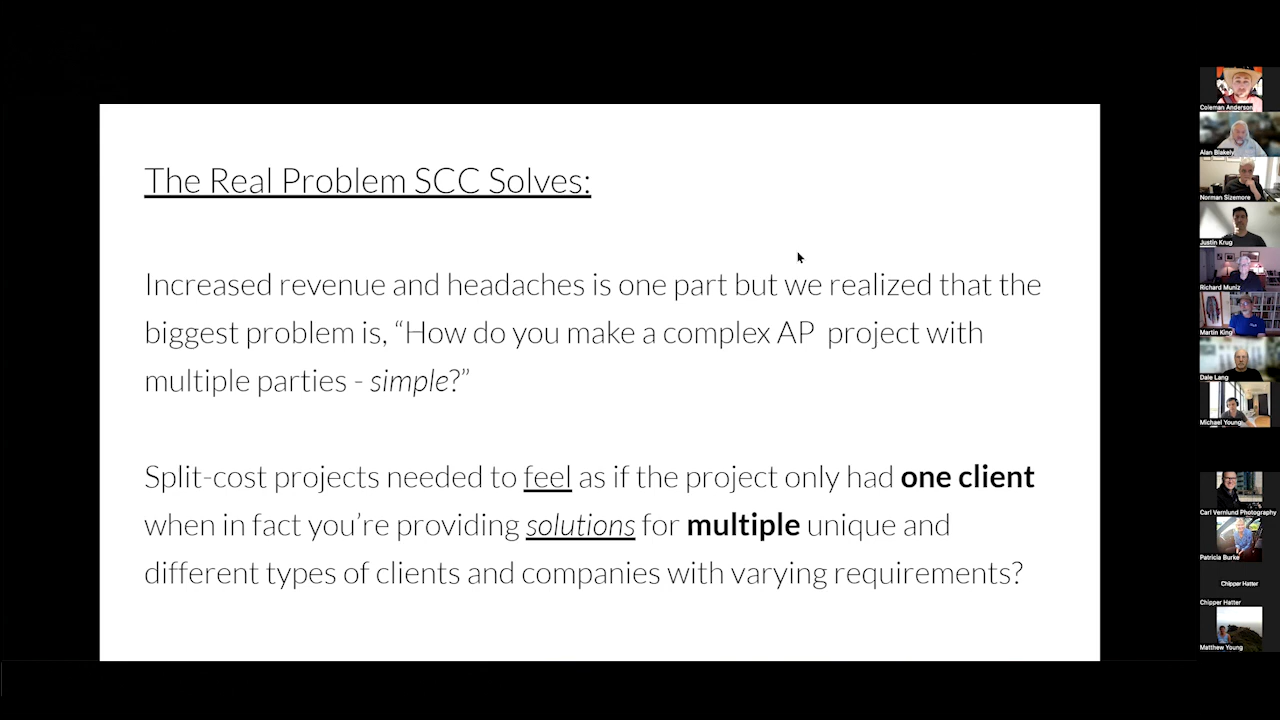 The Real Problem SCC Solves:
Increased revenue and headaches is one part but we realized that the
biggest problem is, “How do you make a complex AP  project with
multiple parties - simple?”
Split-cost projects needed to feel as if the project only had one client
when in fact you’re providing solutions for multiple unique and
different types of clients and companies with varying requirements?
Coleman Anderson
Alan Blakely
Norman Sizemore
Justin Krug
Richard Muniz
Martin King
Dale Lang
Michael Young
Carl Vernlund Photography
Patricia Burke
Chipper Hatter
Chipper Hatter
Matthew Young